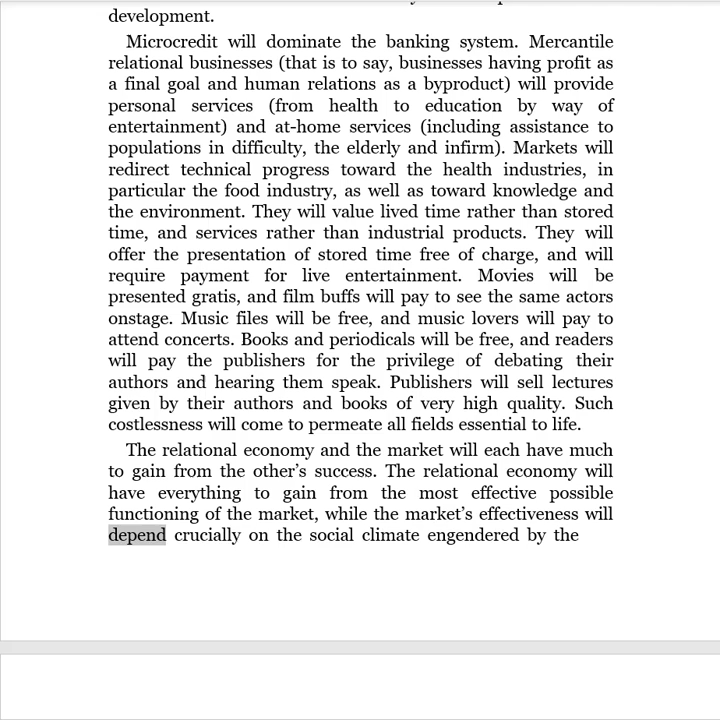 development.
Microcredit will dominate the banking system. Mercantile
relational businesses (that is to say, businesses having profit as
a final goal and human relations as a byproduct) will provide
personal services (from health to education by way of
entertainment) and at-home services (including assistance to
populations in difficulty, the elderly and infirm). Markets will
redirect technical progress toward the health industries, in
particular the food industry, as well as toward knowledge and
the environment. They will value lived time rather than stored
time, and services rather than industrial products. They will
offer the presentation of stored time free of charge, and will
require payment for live entertainment. Movies will be
presented gratis, and film buffs will pay to see the same actors
onstage. Music files will be free, and music lovers will pay to
attend concerts. Books and periodicals will be free, and readers
will pay the publishers for the privilege of debating their
authors and hearing them speak. Publishers will sell lectures
given by their authors and books of very high quality. Such
costlessness will come to permeate all fields essential to life.
The relational economy and the market will each have much
to gain from the other’s success. The relational economy will
have everything to gain from the most effective possible
functioning of the market, while the market’s effectiveness will
depend crucially on the social climate engendered by the